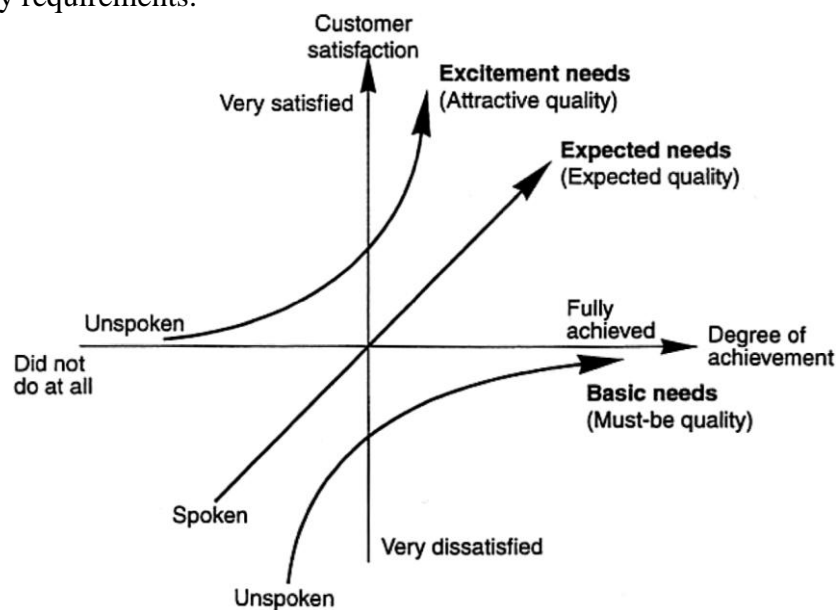 y requirements.
Customer
satisfaction
Excitement needs
(Attractive quality)
Very satisfied
Expected needs
(Expected quality)
Unspoken
Fully
achieved
Degree of
achievement
Did not
do at all
Basic needs
(Must-be quality)
Spoken
Very dissatisfied
Unspoken